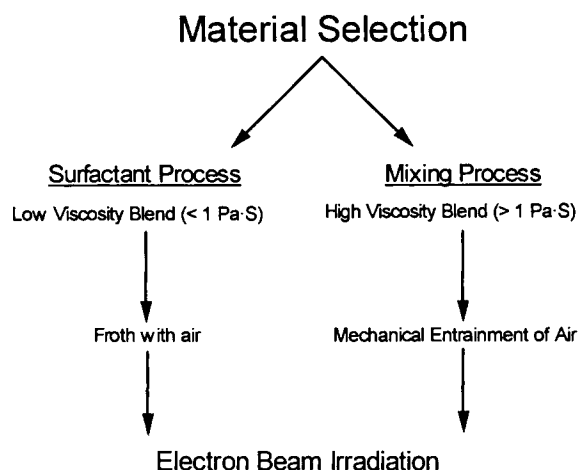 Material Selection
Surfactant Process
Mixing Process
Low Viscosity Blend (< 1 Pa·S)
High Viscosity Blend (> 1 Pa·S)
Froth with air
Mechanical Entrainment of Air
Electron Beam Irradiation